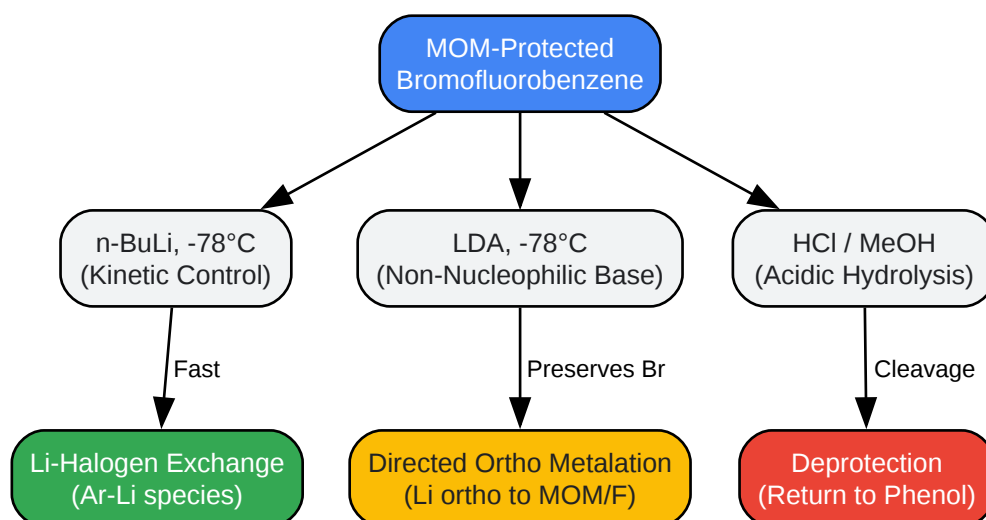 MOM-Protected
Bromofluorobenzene
n-BuLi, -78°C
(Kinetic Control)
LDA, -78°C
(Non-Nucleophilic Base)
HCl / MeOH
(Acidic Hydrolysis)
Fast
Preserves Br
Cleavage
Li-Halogen Exchange
(Ar-Li species)
Directed Ortho Metalation
(Li ortho to MOM/F)
Deprotection
(Return to Phenol)